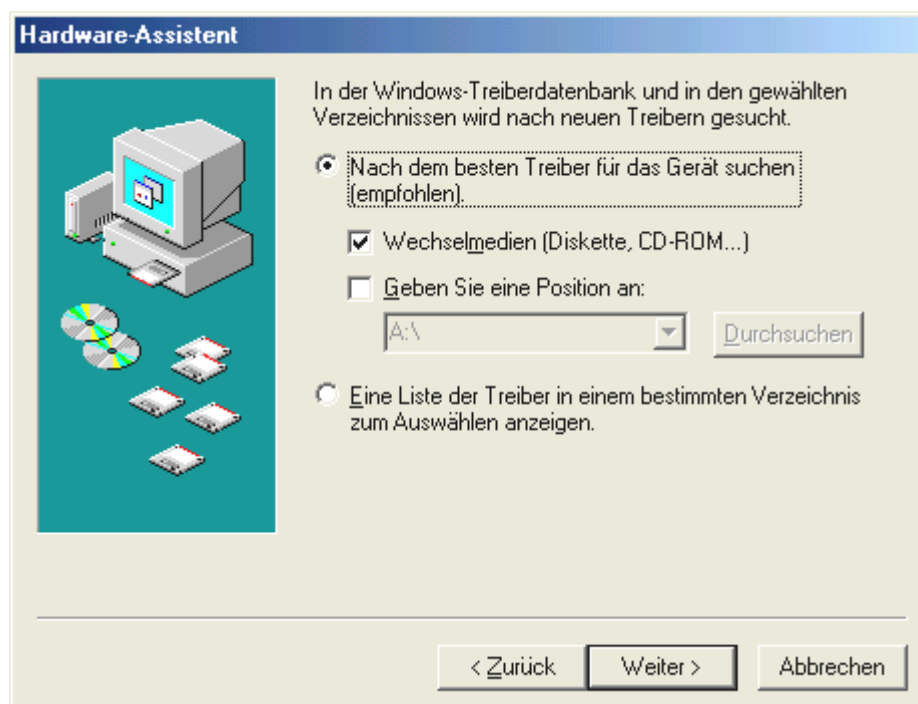 Hardware-Assistent
In der Windows-Treiberdatenbank und in den gewählten
Verzeichnissen wird nach neuen Treibern gesucht.
Nach dem besten Treiber für das Gerät suchen
(empfohlen).
Wechselmedien (Diskette, CD-ROM...)
Geben Sie eine Position an:
A:\
Durchsuchen
Eine Liste der Treiber in einem bestimmten Verzeichnis
zum Auswählen anzeigen.
< Zurück Weiter > Abbrechen